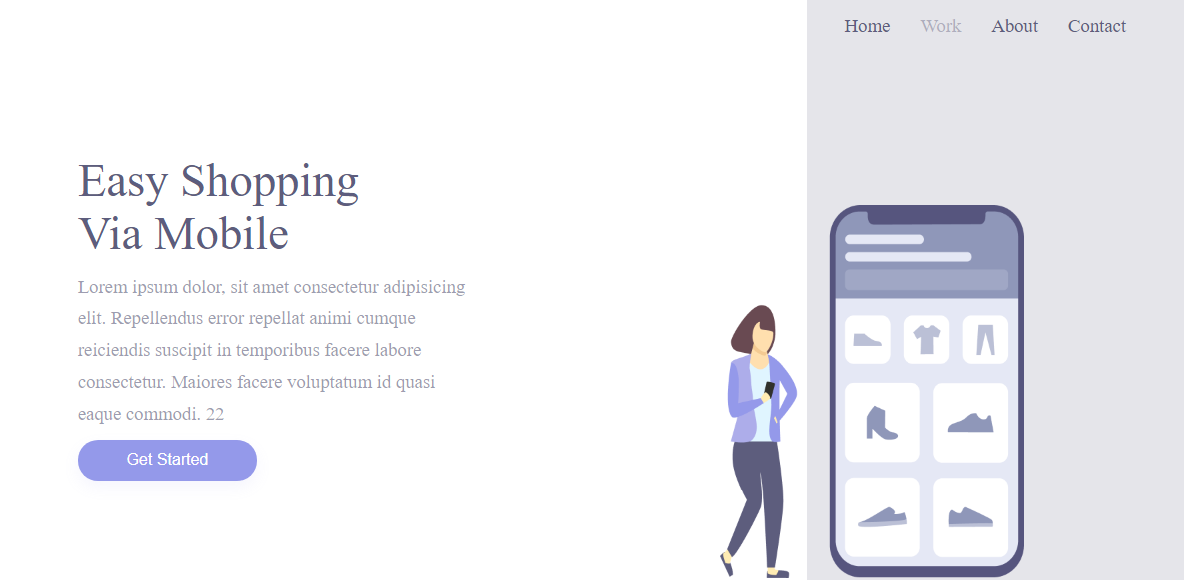 Home Work About Contact
Easy Shopping
Via Mobile
Lorem ipsum dolor, sit amet consectetur adipisicing
elit. Repellendus error repellat animi cumque
reiciendis suscipit in temporibus facere labore
consectetur. Maiores facere voluptatum id quasi
eaque commodi. 22
Get Started